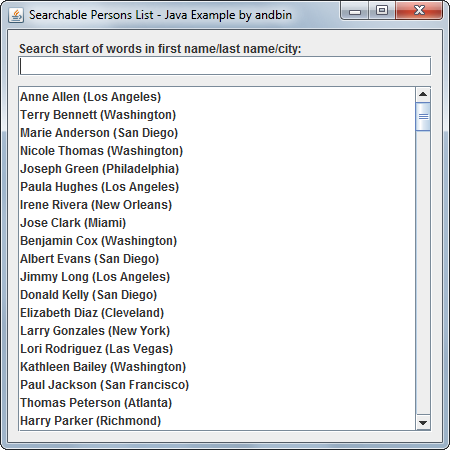 Searchable Persons List - Java Example by andbin
Search start of words in first name/last name/city:
Anne Allen (Los Angeles)
Terry Bennett (Washington)
Marie Anderson (San Diego)
Nicole Thomas (Washington)
Joseph Green (Philadelphia)
Paula Hughes (Los Angeles)
Irene Rivera (New Orleans)
Jose Clark (Miami)
Benjamin Cox (Washington)
Albert Evans (San Diego)
Jimmy Long (Los Angeles)
Donald Kelly (San Diego)
Elizabeth Diaz (Cleveland)
Larry Gonzales (New York)
Lori Rodriguez (Las Vegas)
Kathleen Bailey (Washington)
Paul Jackson (San Francisco)
Thomas Peterson (Atlanta)
Harry Parker (Richmond)